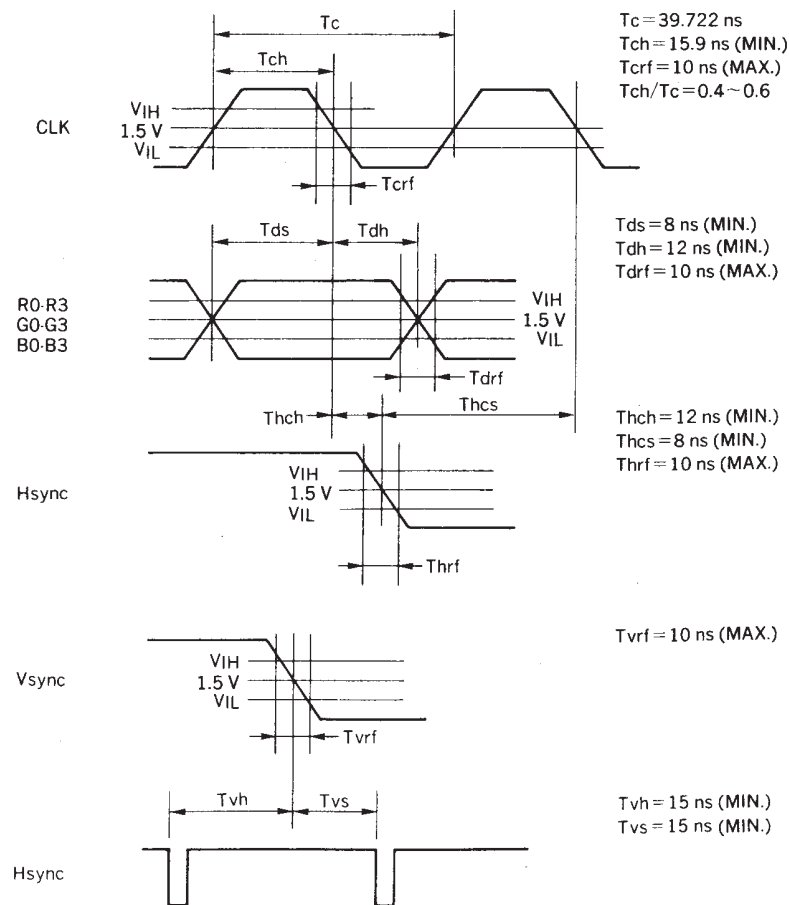 Tc
Tc=39.722 ns
Tch=15.9 ns (MIN.)
Tcrf=10 ns (MAX.)
Tch/Tc=0.4~0.6
Tch
CLK
VIH
1.5 V
VIL
Tcrf
Tds
Tdh
Tds=8 ns (MIN.)
Tdh=12 ns (MIN.)
Tdrf=10 ns (MAX.)
R0·R3
G0·G3
B0·B3
VIH
1.5 V
VIL
Tdrf
Thch
Thcs
Thch=12 ns (MIN.)
Thcs=8 ns (MIN.)
Thrf=10 ns (MAX.)
Hsync
VIH
1.5 V
VIL
Thrf
Tvrf=10 ns (MAX.)
Vsync
VIH
1.5 V
VIL
Tvrf
Tvh
Tvs
Tvh=15 ns (MIN.)
Tvs=15 ns (MIN.)
Hsync